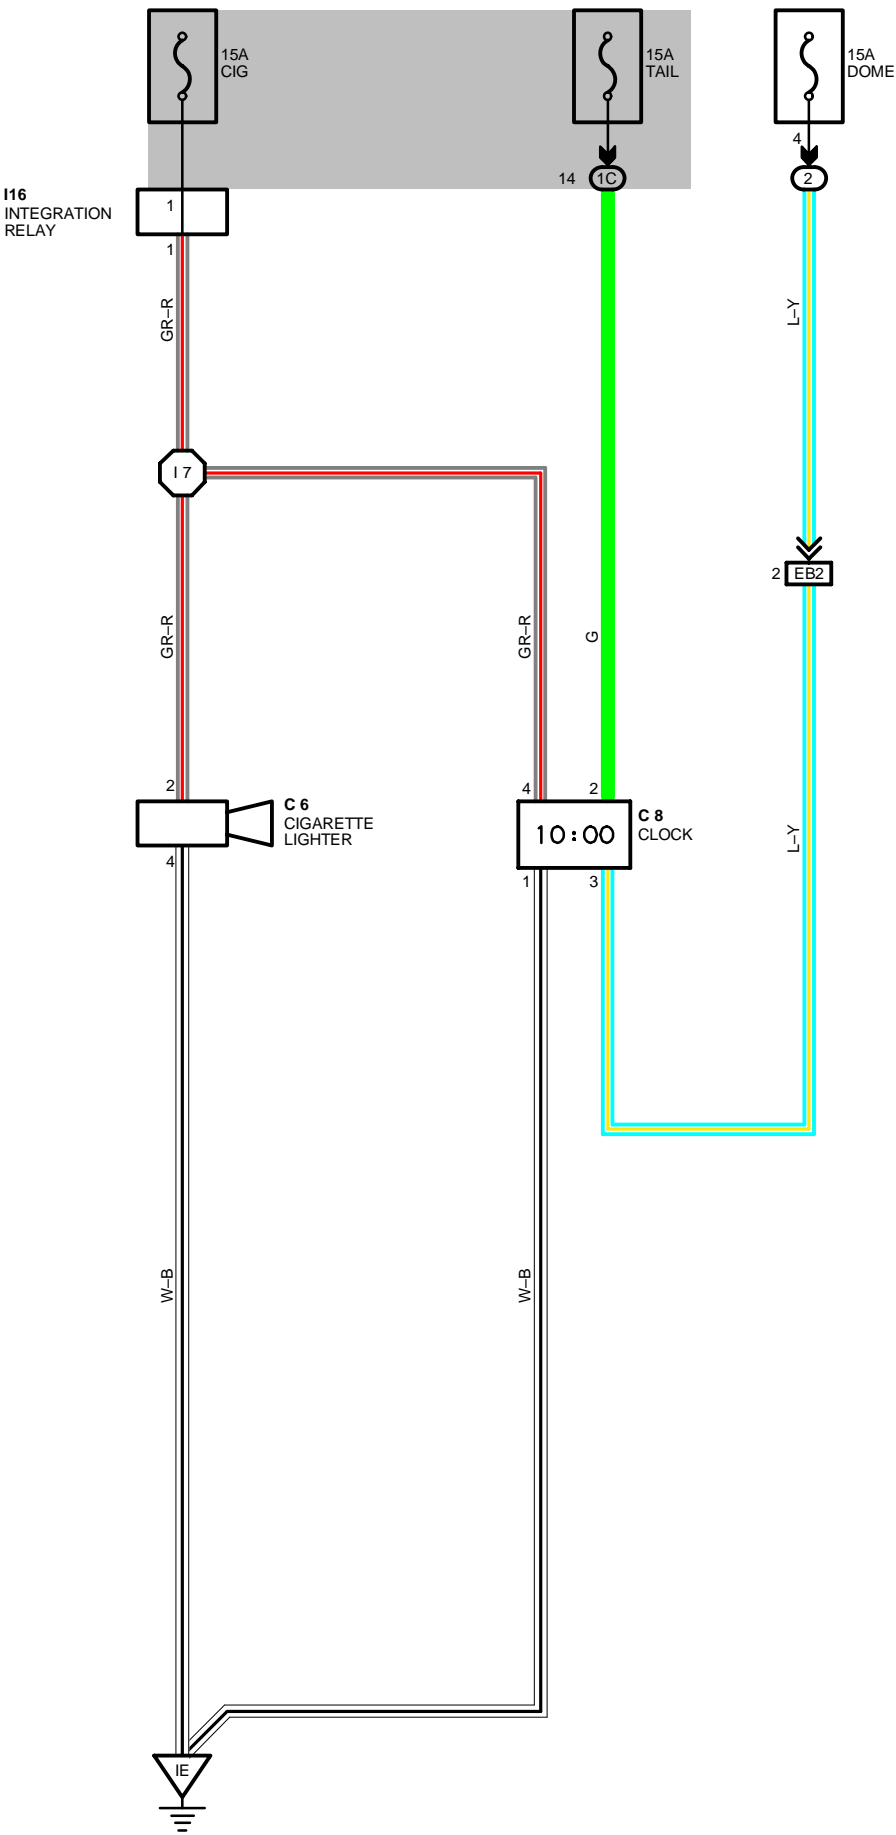 15A
CIG
15A
TAIL
15A
DOME
4
14
1C
2
I16
INTEGRATION
RELAY
1
1
GR–R
L–Y
I 7
2
EB2
GR–R
GR–R
G
2
4
2
C 6
CIGARETTE
LIGHTER
C 8
CLOCK
10:00
L–Y
4
1
3
W–B
W–B
IE